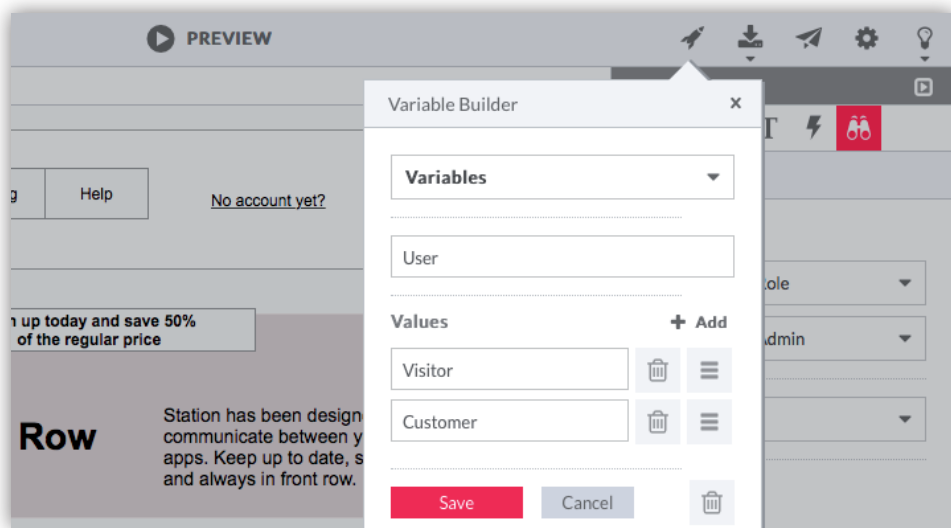 PREVIEW
Variable Builder
x
Variables
Help
No account yet?
User
up today and save 50%
of the regular price
Values
+ Add
Visitor
Customer
Row
Station has been design
communicate between y
apps. Keep up to date, s
and always in front row.
Save
Cancel
ole
Admin